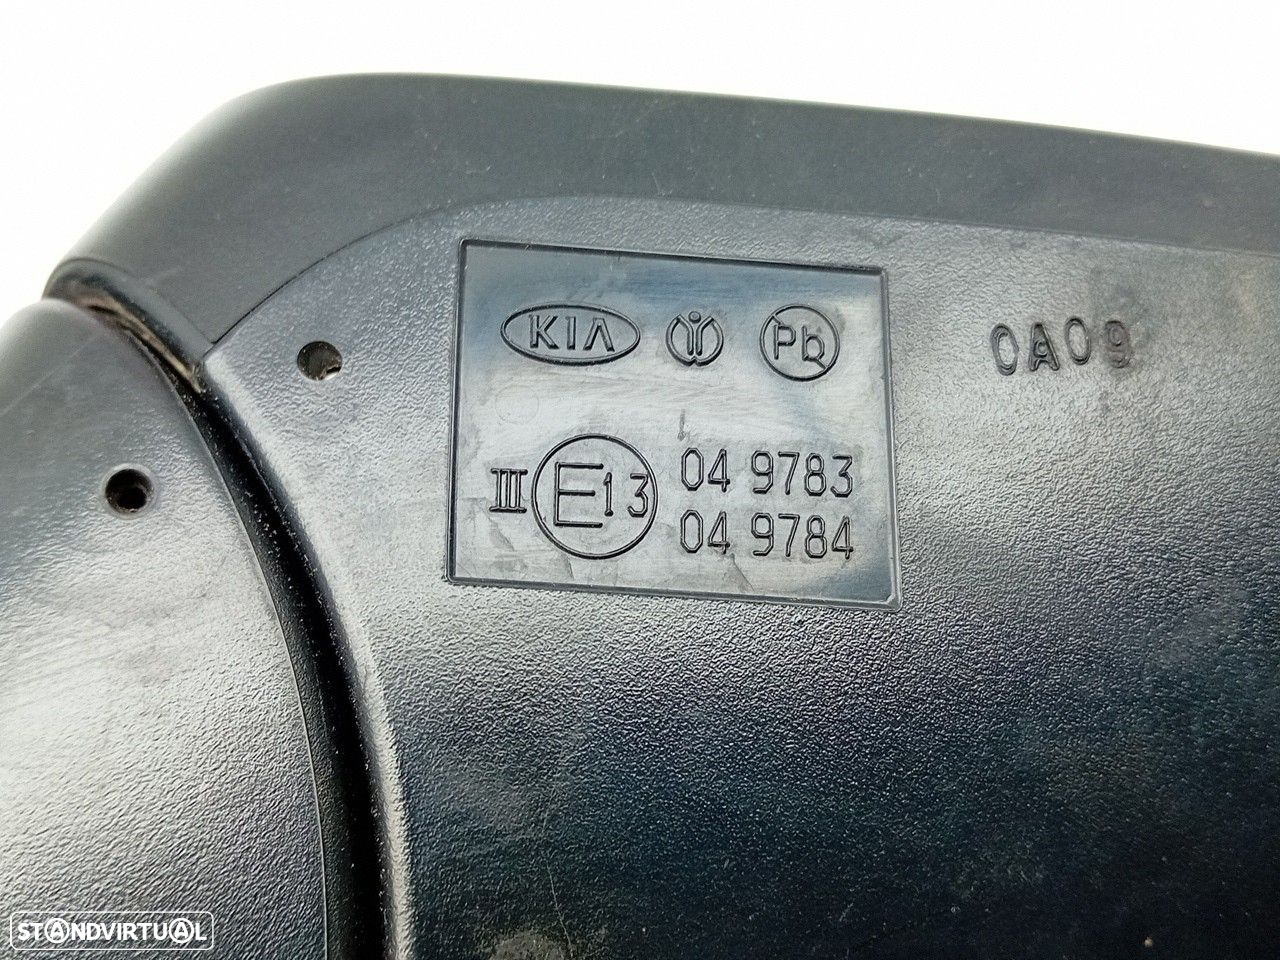 KIA Pb 0A09
III E13 04 9783
04 9784
STANDVIRTUAL